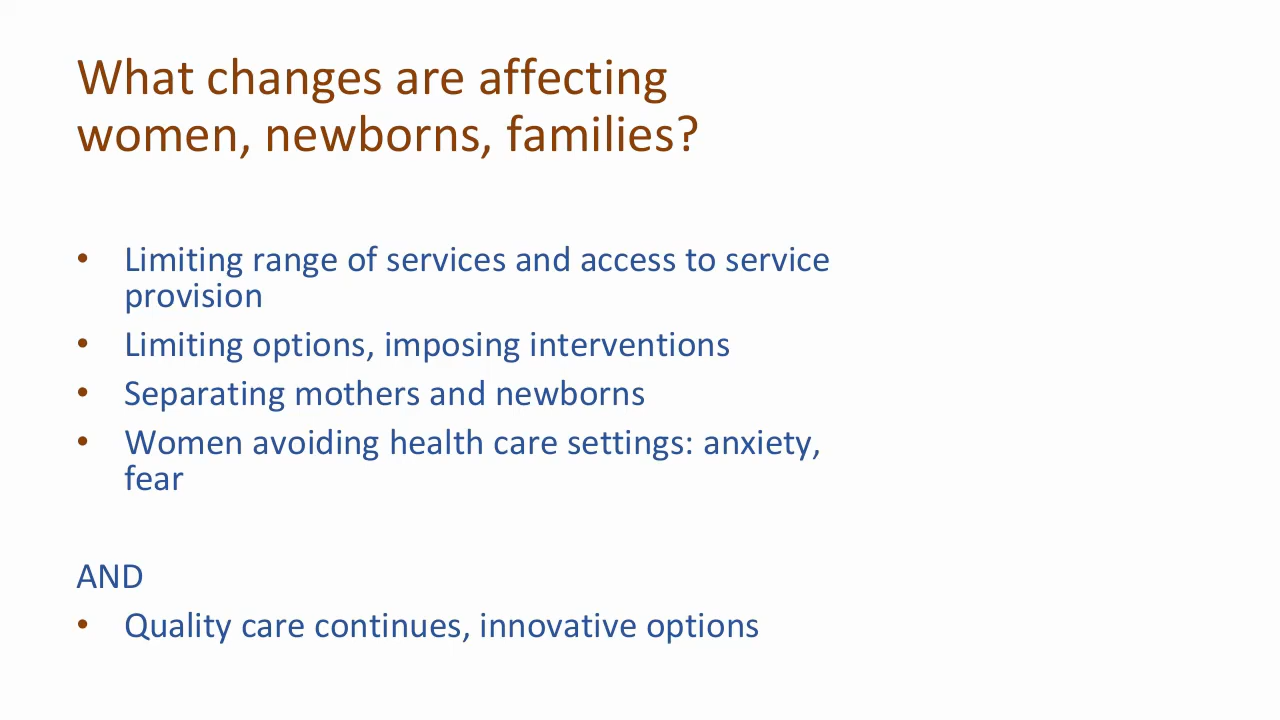 What changes are affecting
women, newborns, families?
• Limiting range of services and access to service
provision
• Limiting options, imposing interventions
• Separating mothers and newborns
• Women avoiding health care settings: anxiety,
fear
AND
• Quality care continues, innovative options